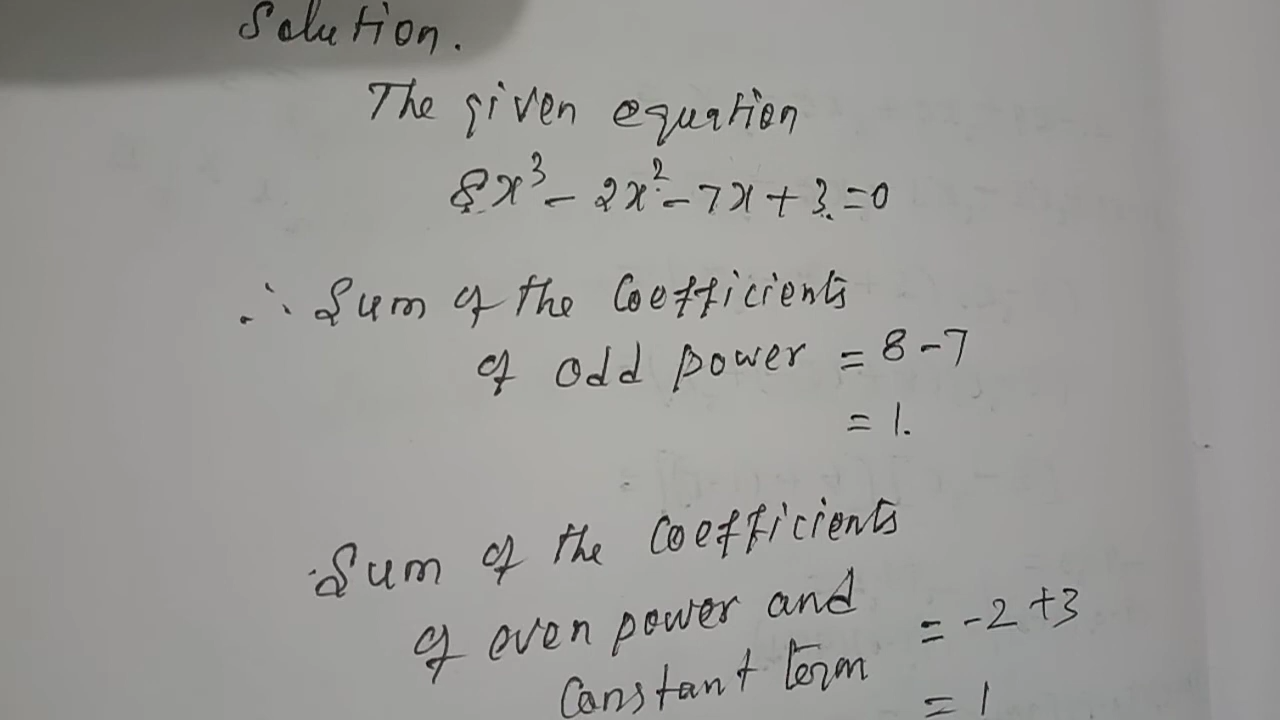 Solution.
The given equation
8x³ - 2x² - 7x + 3 = 0
∴ Sum of the Coefficients
of odd power = 8 - 7
= 1.
Sum of the Coefficients
of even power and = -2 + 3
Constant term
= 1